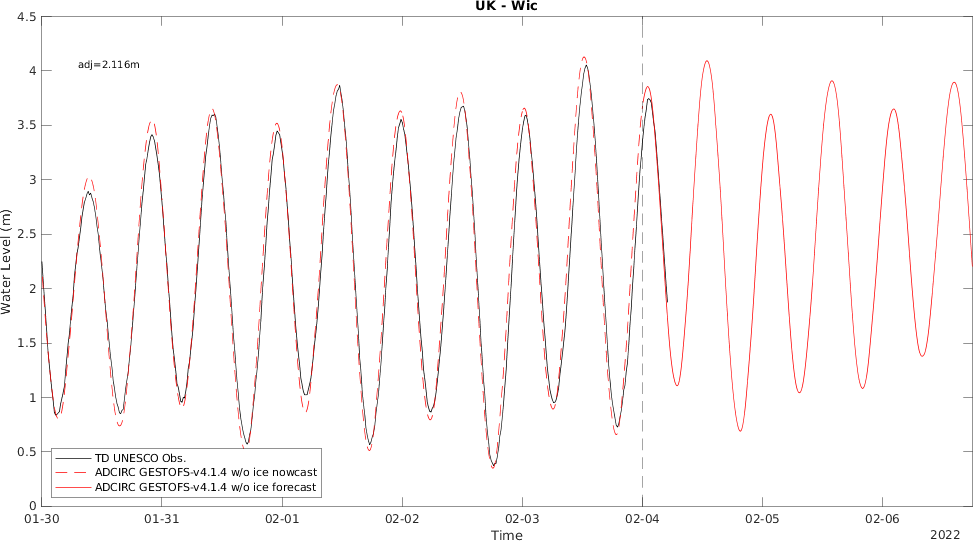 UK - Wic
adj=2.116m
4.5
4
3.5
3
2.5
2
1.5
1
0.5
0
Water Level (m)
TD UNESCO Obs.
ADCIRC GESTOFS-v4.1.4 w/o ice nowcast
ADCIRC GESTOFS-v4.1.4 w/o ice forecast
01-30 01-31 02-01 02-02 02-03 02-04 02-05 02-06
Time
2022